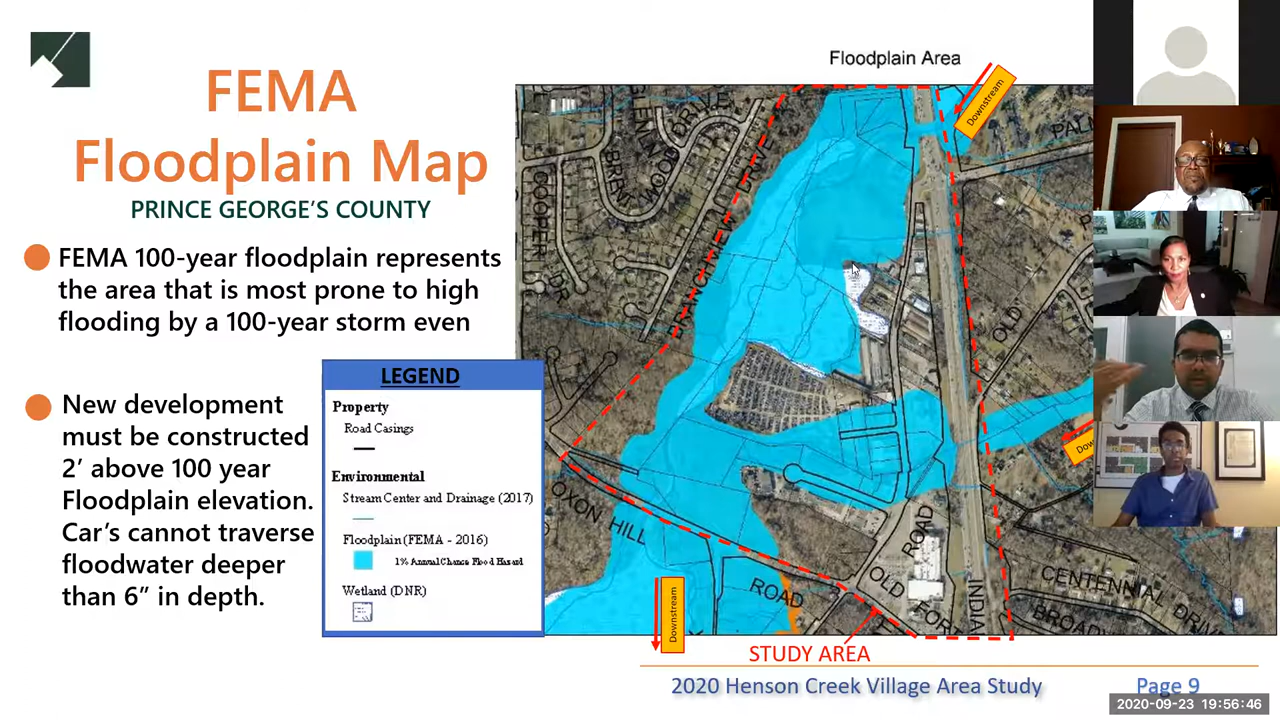 FEMA
Floodplain Map
PRINCE GEORGE'S COUNTY
FEMA 100-year floodplain represents
the area that is most prone to high
flooding by a 100-year storm even
New development
must be constructed
2' above 100 year
Floodplain elevation.
Car's cannot traverse
floodwater deeper
than 6" in depth.
LEGEND
Property
Road Casings
Environmental
Stream Center and Drainage (2017)
Floodplain (FEMA - 2016)
1% Annual Chance Flood Hazard
Wetland (DNR)
Floodplain Area
Downstream
DRIVE
COOPER
DR
OLD
OXON HILL
ROAD
ROAD
OLD FORT
INDIA
CENTENNIAL DRIVE
BROADV
Downstream
STUDY AREA
2020 Henson Creek Village Area Study
Page 9
2020-09-23 19:56:46